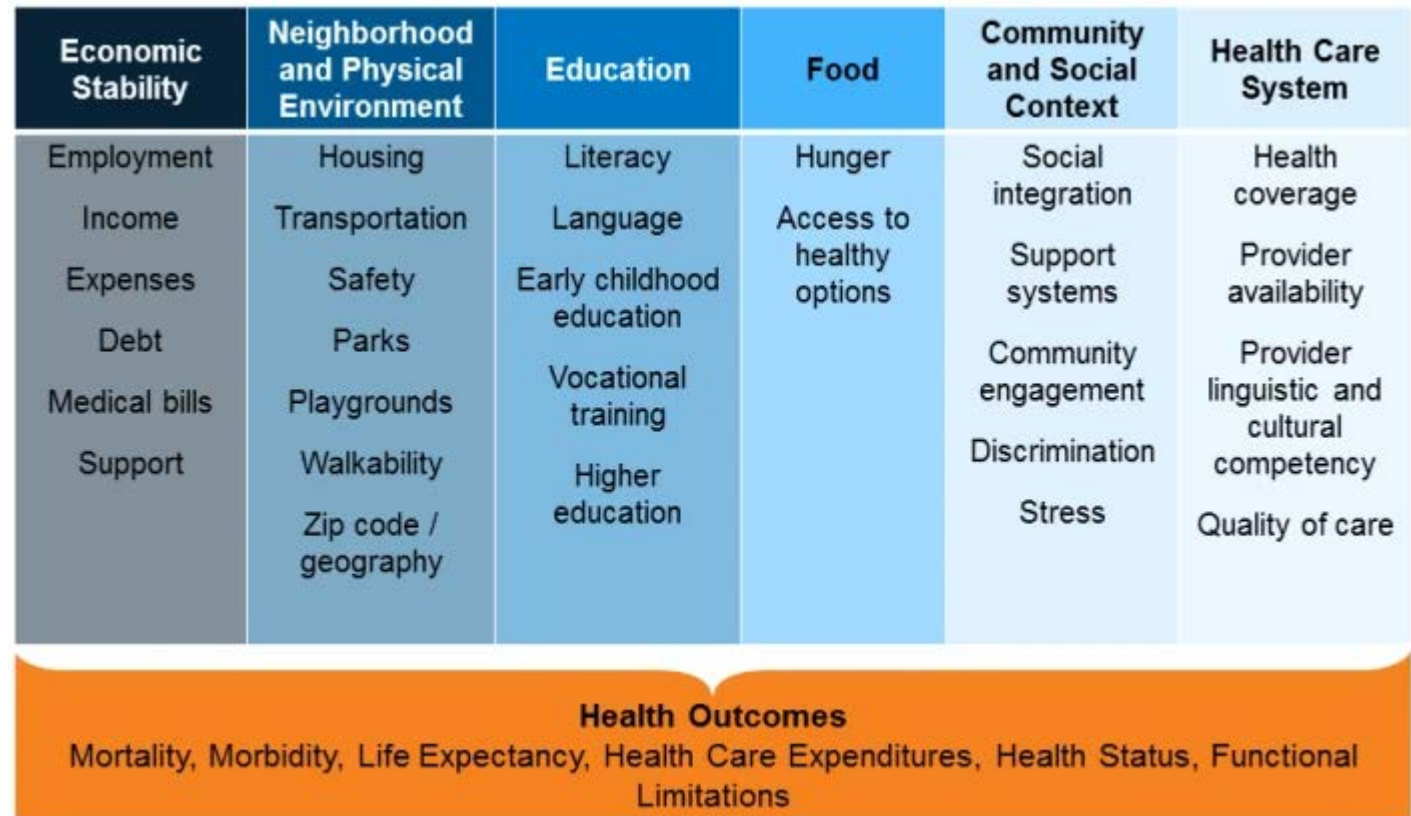 Economic
Stability
Neighborhood
and Physical
Environment
Education
Food
Community
and Social
Context
Health Care
System
Employment
Income
Expenses
Debt
Medical bills
Support
Housing
Transportation
Safety
Parks
Playgrounds
Walkability
Zip code /
geography
Literacy
Language
Early childhood
education
Vocational
training
Higher
education
Hunger
Access to
healthy
options
Social
integration
Support
systems
Community
engagement
Discrimination
Stress
Health
coverage
Provider
availability
Provider
linguistic and
cultural
competency
Quality of care
Health Outcomes
Mortality, Morbidity, Life Expectancy, Health Care Expenditures, Health Status, Functional
Limitations